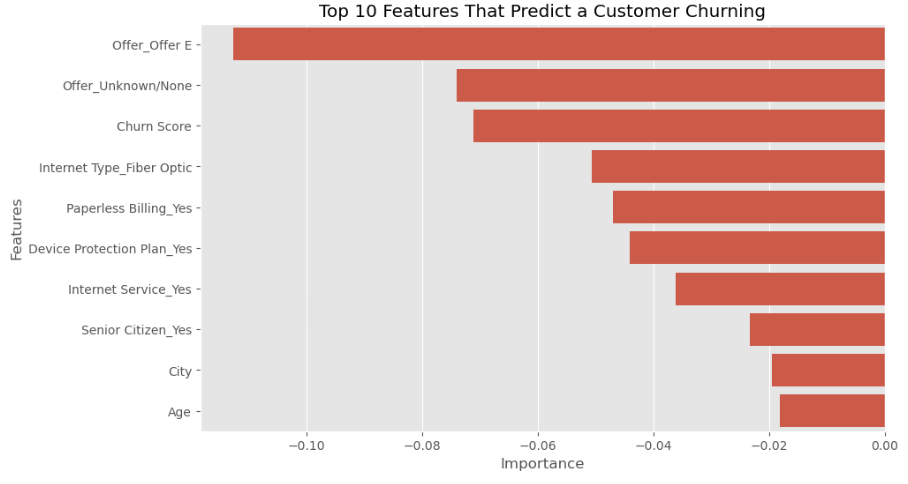 Top 10 Features That Predict a Customer Churning
Features
Offer_Offer E
Offer_Unknown/None
Churn Score
Internet Type_Fiber Optic
Paperless Billing_Yes
Device Protection Plan_Yes
Internet Service_Yes
Senior Citizen_Yes
City
Age
−0.10 −0.08 −0.06 −0.04 −0.02 0.00
Importance